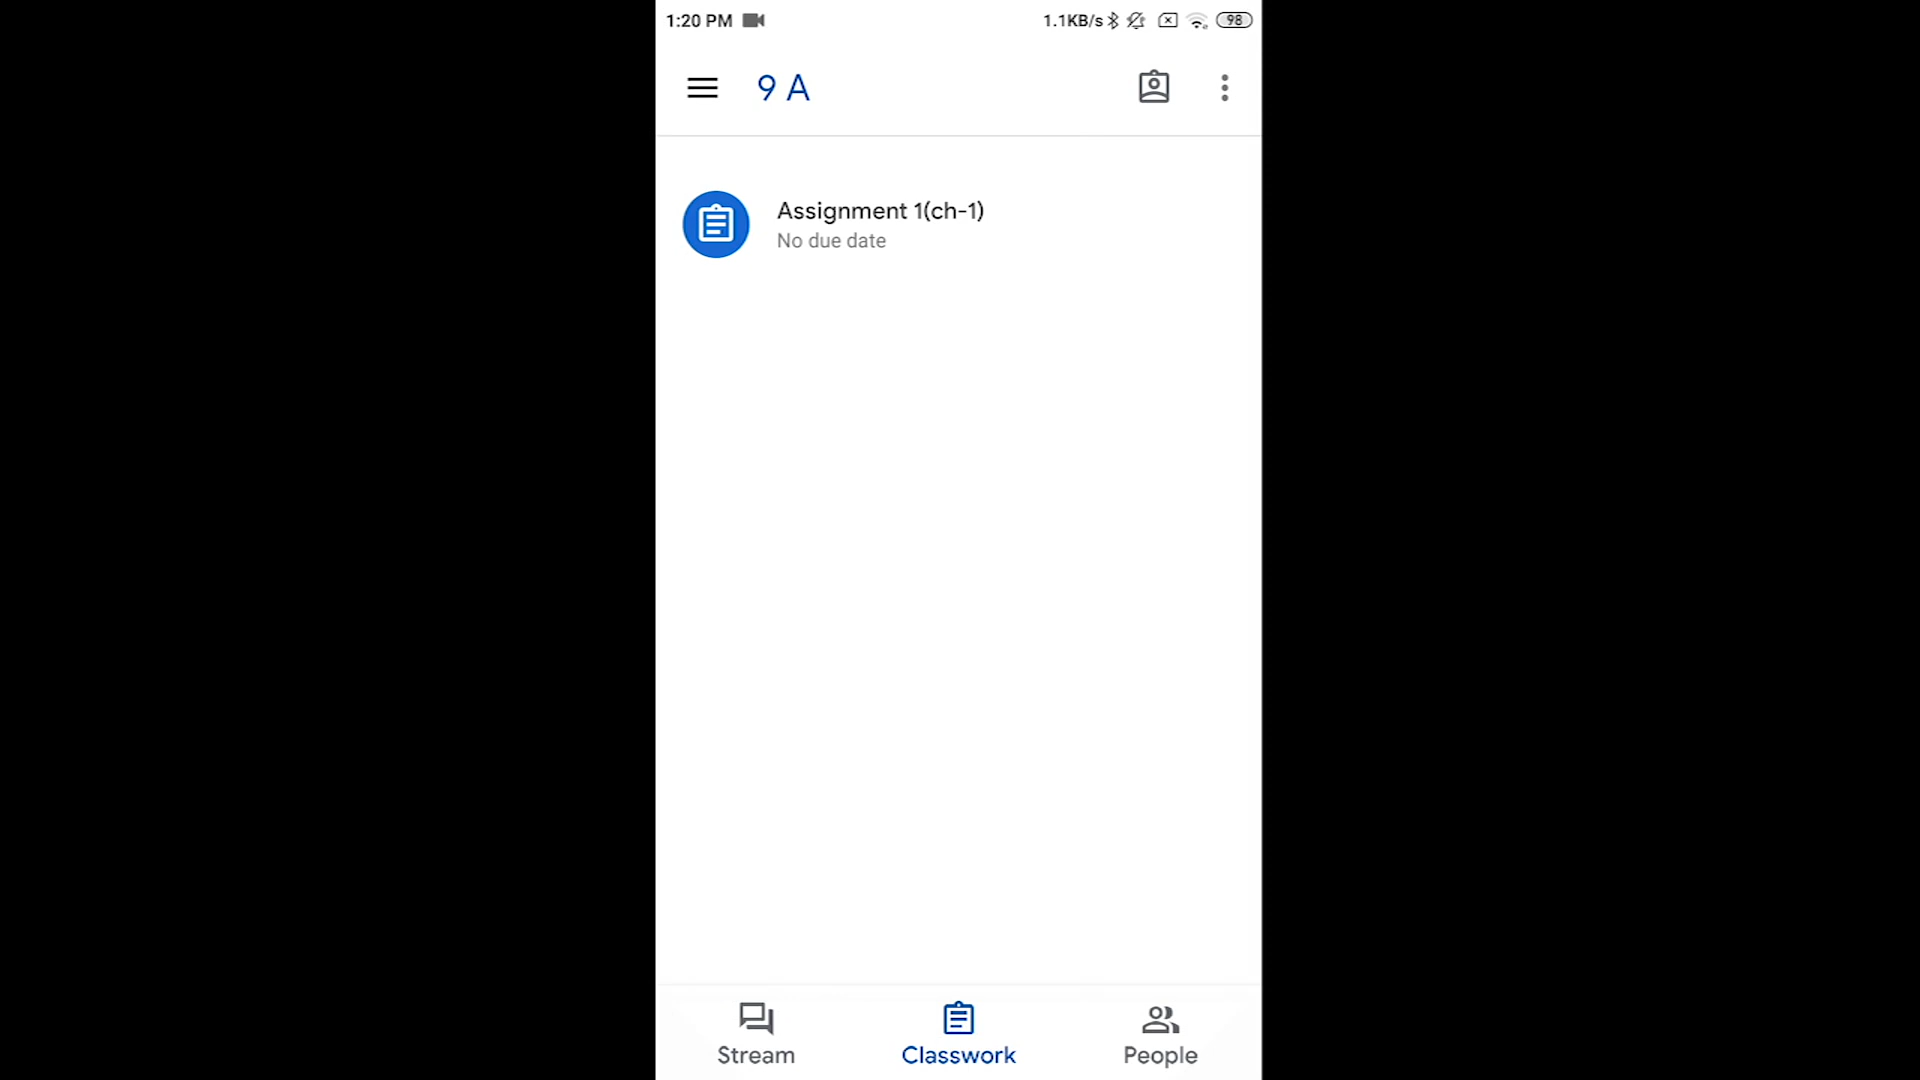 1:20 PM 1.1KB/s 98
9 A
Assignment 1(ch-1)
No due date
Stream Classwork People